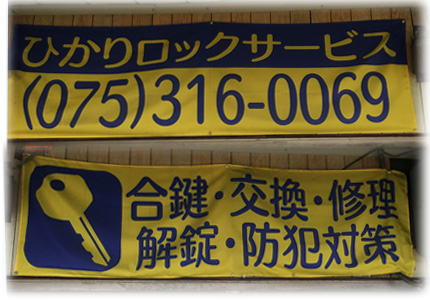 ひかりロックサービス
(075)316-0069
合鍵・交換・修理
解錠・防犯対策